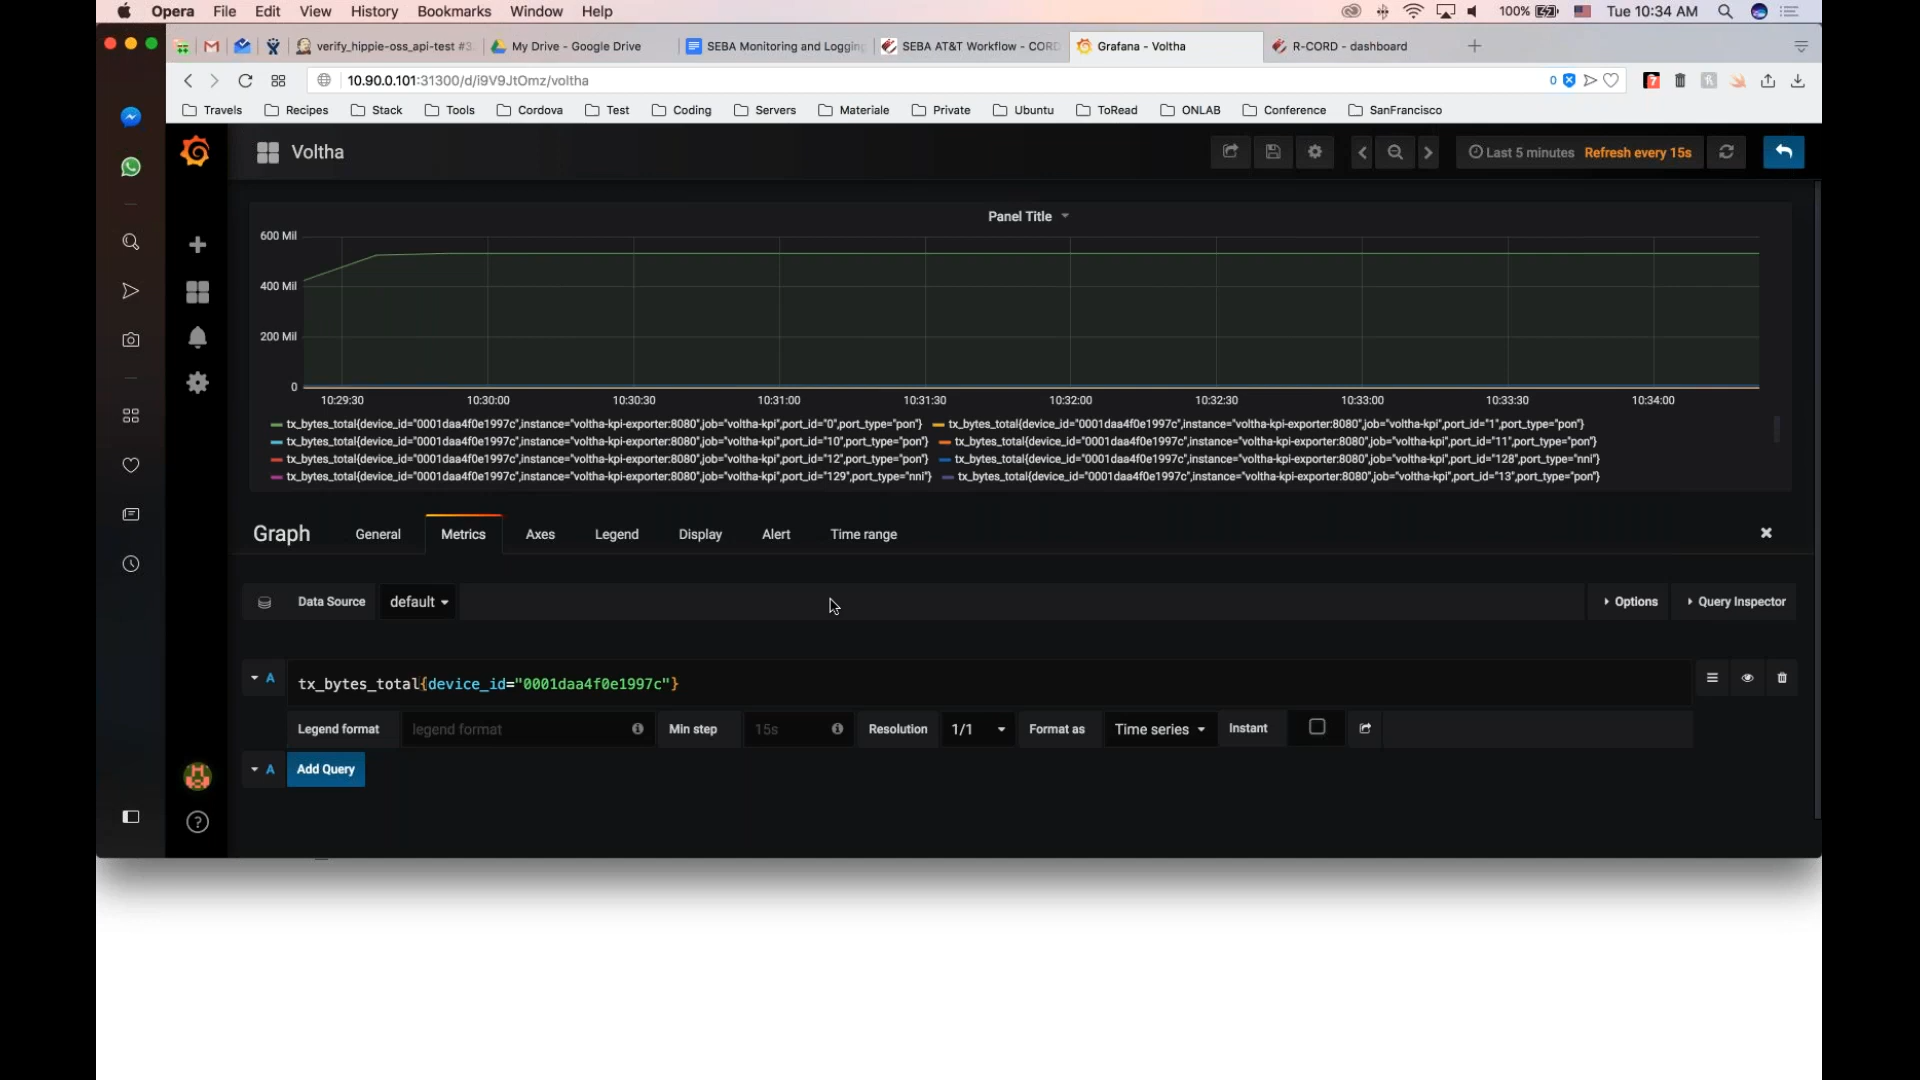 Opera File Edit View History Bookmarks Window Help 100% Tue 10:34 AM
verify_hippie-oss_api-test #3 My Drive - Google Drive SEBA Monitoring and Logging SEBA AT&T Workflow - CORD Grafana - Voltha R-CORD - dashboard
10.90.0.101:31300/d/i9V9JtOmz/voltha 0
Travels Recipes Stack Tools Cordova Test Coding Servers Materiale Private Ubuntu ToRead ONLAB Conference SanFrancisco
Voltha Last 5 minutes Refresh every 15s
Panel Title
600 Mil
400 Mil
200 Mil
0
10:29:30 10:30:00 10:30:30 10:31:00 10:31:30 10:32:00 10:32:30 10:33:00 10:33:30 10:34:00
tx_bytes_total{device_id="0001daa4f0e1997c",instance="voltha-kpi-exporter:8080",job="voltha-kpi",port_id="0",port_type="pon"} tx_bytes_total{device_id="0001daa4f0e1997c",instance="voltha-kpi-exporter:8080",job="voltha-kpi",port_id="1",port_type="pon"}
tx_bytes_total{device_id="0001daa4f0e1997c",instance="voltha-kpi-exporter:8080",job="voltha-kpi",port_id="10",port_type="pon"} tx_bytes_total{device_id="0001daa4f0e1997c",instance="voltha-kpi-exporter:8080",job="voltha-kpi",port_id="11",port_type="pon"}
tx_bytes_total{device_id="0001daa4f0e1997c",instance="voltha-kpi-exporter:8080",job="voltha-kpi",port_id="12",port_type="pon"} tx_bytes_total{device_id="0001daa4f0e1997c",instance="voltha-kpi-exporter:8080",job="voltha-kpi",port_id="128",port_type="nni"}
tx_bytes_total{device_id="0001daa4f0e1997c",instance="voltha-kpi-exporter:8080",job="voltha-kpi",port_id="129",port_type="nni"} tx_bytes_total{device_id="0001daa4f0e1997c",instance="voltha-kpi-exporter:8080",job="voltha-kpi",port_id="13",port_type="pon"}
Graph General Metrics Axes Legend Display Alert Time range
Data Source default Options Query Inspector
A tx_bytes_total{device_id="0001daa4f0e1997c"}
Legend format legend format Min step 15s Resolution 1/1 Format as Time series Instant
A Add Query